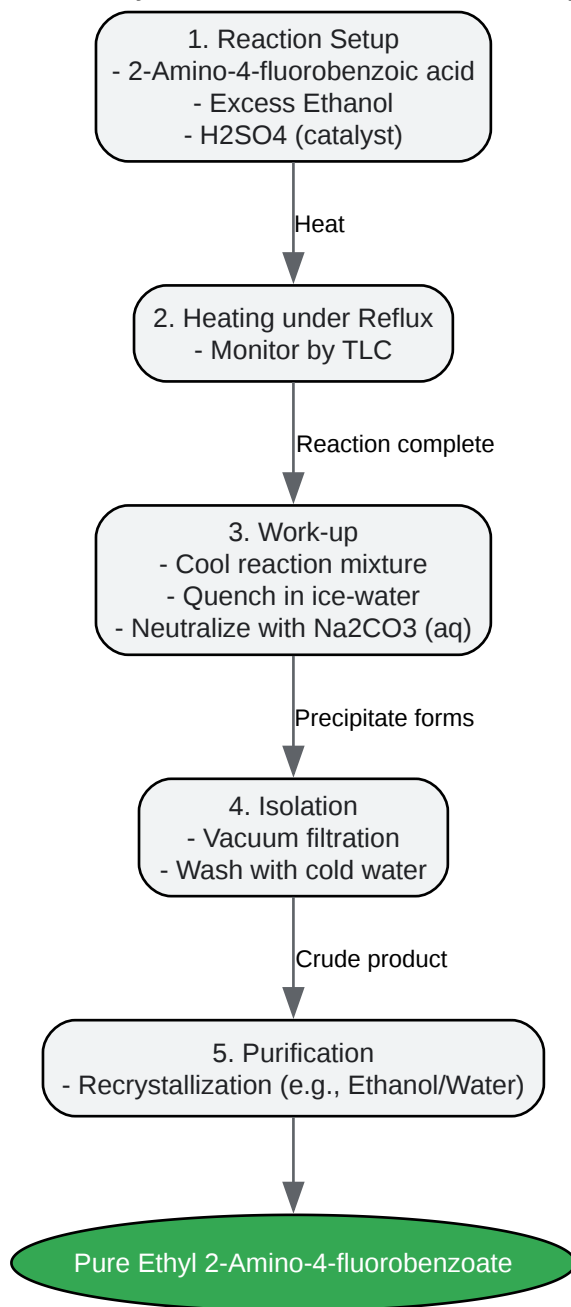 1. Reaction Setup
- 2-Amino-4-fluorobenzoic acid
- Excess Ethanol
- H2SO4 (catalyst)
Heat
2. Heating under Reflux
- Monitor by TLC
Reaction complete
3. Work-up
- Cool reaction mixture
- Quench in ice-water
- Neutralize with Na2CO3 (aq)
Precipitate forms
4. Isolation
- Vacuum filtration
- Wash with cold water
Crude product
5. Purification
- Recrystallization (e.g., Ethanol/Water)
Pure Ethyl 2-Amino-4-fluorobenzoate